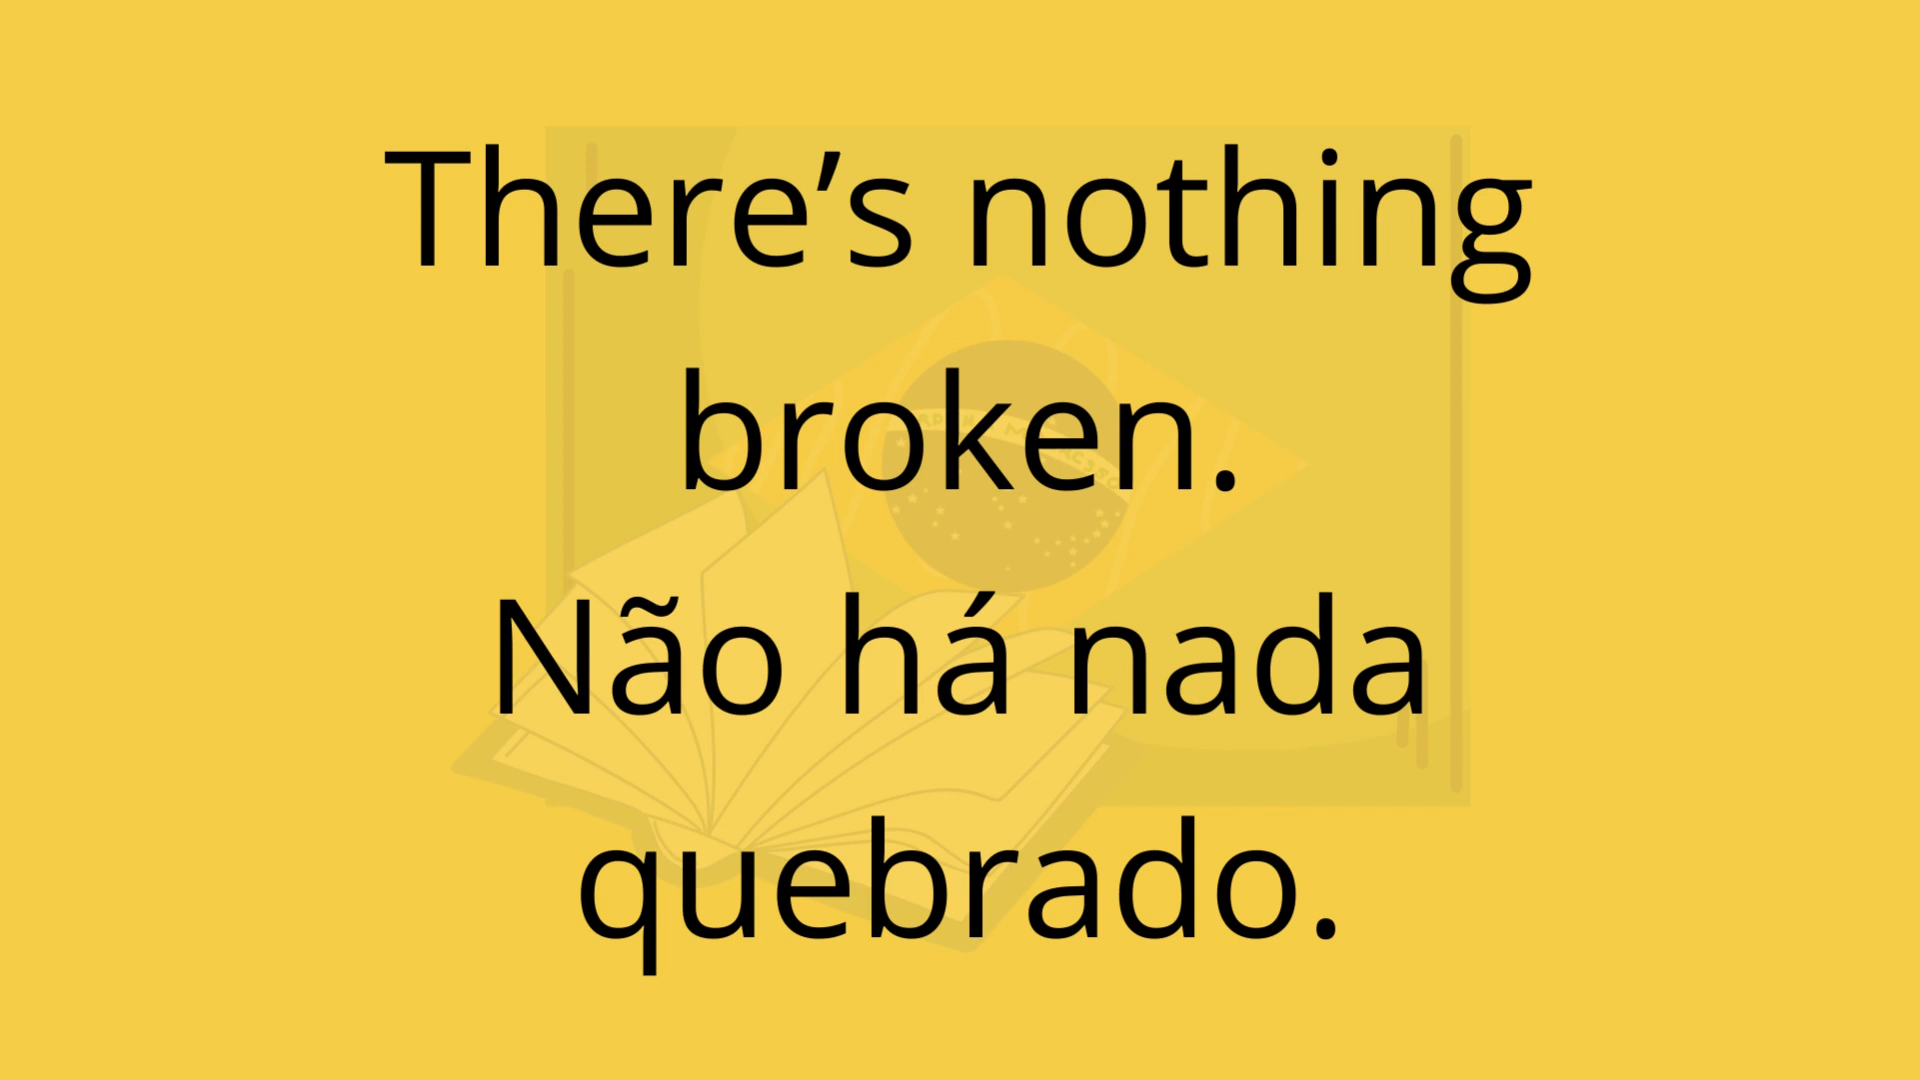 There’s nothing
broken.
Não há nada
quebrado.